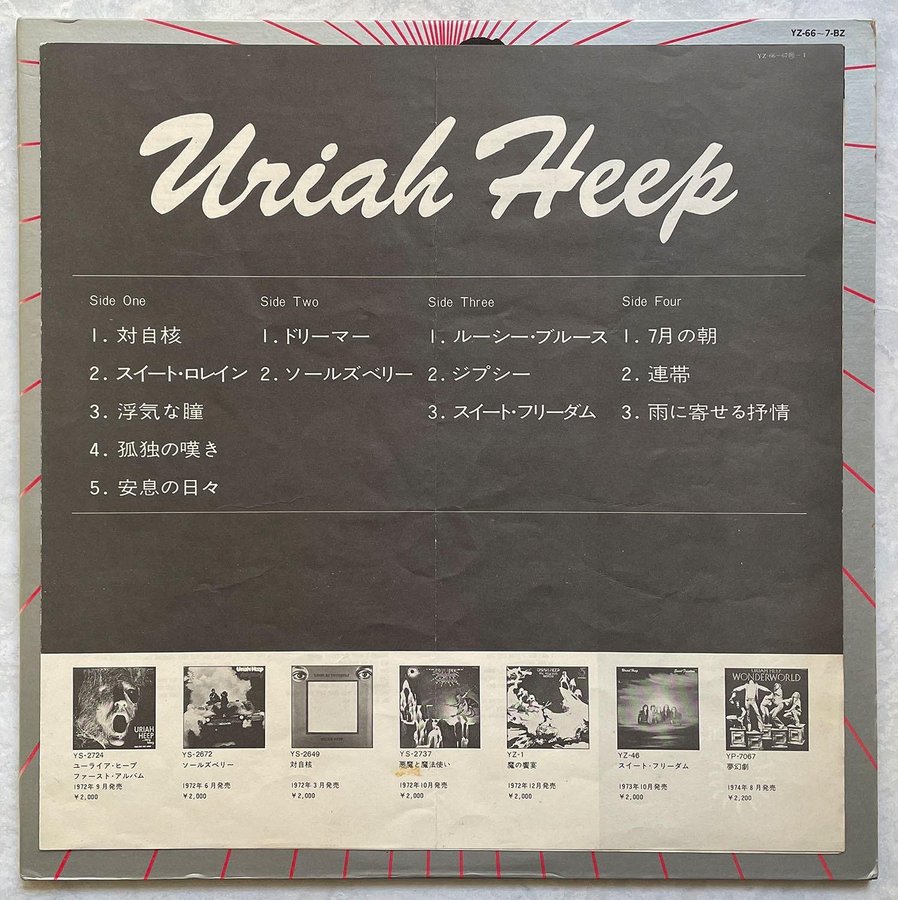 YZ-66~7-BZ
Uriah Heep
Side One
1. 対自核
2. スイート・ロレイン
3. 浮気な瞳
4. 孤独の嘆き
5. 安息の日々
Side Two
1. ドリーマー
2. ソールズベリー
Side Three
1. ルーシー・ブルース
2. ジプシー
3. スイート・フリーダム
Side Four
1. 7月の朝
2. 連帯
3. 雨に寄せる抒情
URIAH HEEP
YS-2724
ユーライア・ヒープ
ファースト・アルバム
1972年9月発売
¥2,000
Uriah Heep
YS-2672
ソールズベリー
1972年6月発売
¥2,000
YS-2649
対自核
1972年3月発売
¥2,000
YS-2737
悪魔と魔法使い
1972年10月発売
¥2,000
YZ-1
魔の饗宴
1972年12月発売
¥2,000
Uriah Heep Sweet Freedom
YZ-46
スイート・フリーダム
1973年10月発売
¥2,000
URIAH HEEP
WONDERWORLD
YP-7067
夢幻劇
1974年8月発売
¥2,200